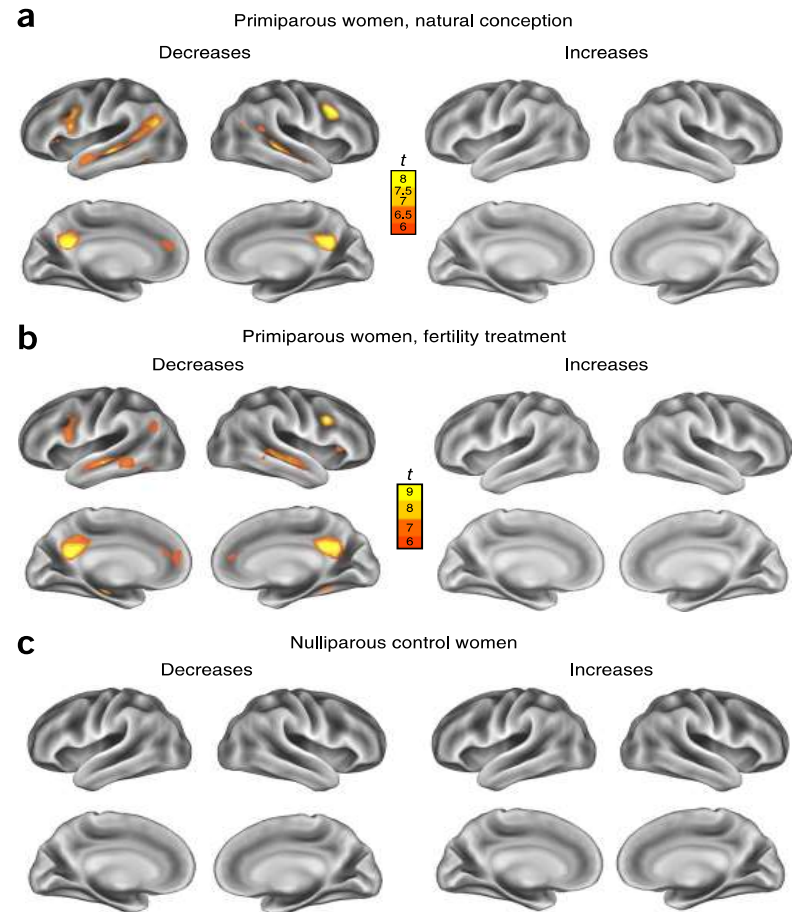 a
Primiparous women, natural conception
Decreases
Increases
t
8
7.5
7
6.5
6
b
Primiparous women, fertility treatment
Decreases
Increases
t
9
8
7
6
c
Nulliparous control women
Decreases
Increases